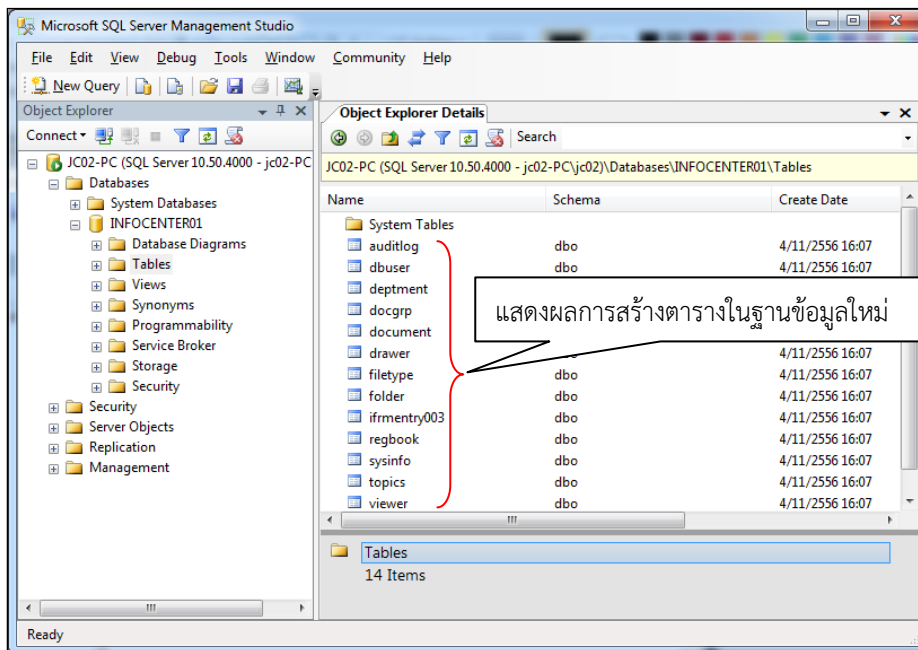 Microsoft SQL Server Management Studio
File Edit View Debug Tools Window Community Help
New Query
Object Explorer
Connect
JC02-PC (SQL Server 10.50.4000 - jc02-PC
Databases
System Databases
INFOCENTER01
Database Diagrams
Tables
Views
Synonyms
Programmability
Service Broker
Storage
Security
Security
Server Objects
Replication
Management
Object Explorer Details
Search
JC02-PC (SQL Server 10.50.4000 - jc02-PC\jc02)\Databases\INFOCENTER01\Tables
Name Schema Create Date
System Tables
auditlog dbo 4/11/2556 16:07
dbuser dbo 4/11/2556 16:07
deptment
docgrp
document
drawer dbo 4/11/2556 16:07
filetype dbo 4/11/2556 16:07
folder dbo 4/11/2556 16:07
ifrmentry003 dbo 4/11/2556 16:07
regbook dbo 4/11/2556 16:07
sysinfo dbo 4/11/2556 16:07
topics dbo 4/11/2556 16:07
viewer dbo 4/11/2556 16:07
แสดงผลการสร้างตารางในฐานข้อมูลใหม่
Tables
14 Items
Ready